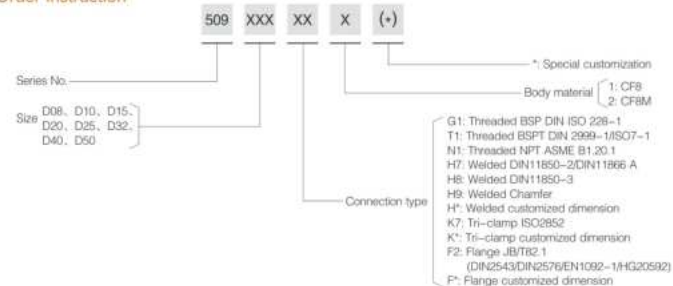 Order Instruction
509 XXX XX X (*)
*: Special customization
Series No.
Body material
1: CF8
2: CF8M
Size
D08、D10、D15、
D20、D25、D32、
D40、D50
Connection type
G1: Threaded BSP DIN ISO 228-1
T1: Threaded BSPT DIN 2999-1/ISO7-1
N1: Threaded NPT ASME B1.20.1
H7: Welded DIN11850-2/DIN11866 A
H8: Welded DIN11850-3
H9: Welded Chamfer
H*: Welded customized dimension
K7: Tri-clamp ISO2852
K*: Tri-clamp customized dimension
F2: Flange JB/T82.1
(DIN2543/DIN2576/EN1092-1/HG20592)
F*: Flange customized dimension